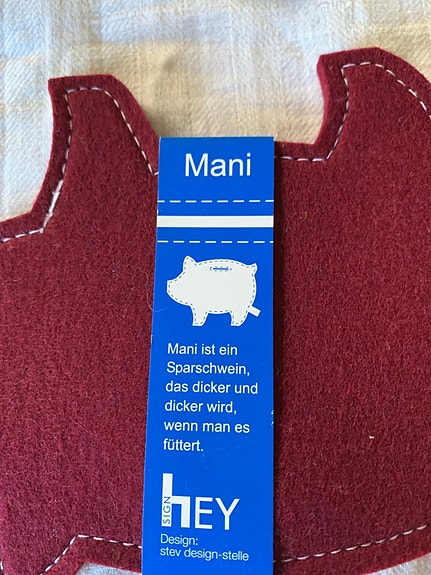 Mani
Mani ist ein
Sparschwein,
das dicker und
dicker wird,
wenn man es
füttert.
HEY
SIGN
Design:
stev design-stelle